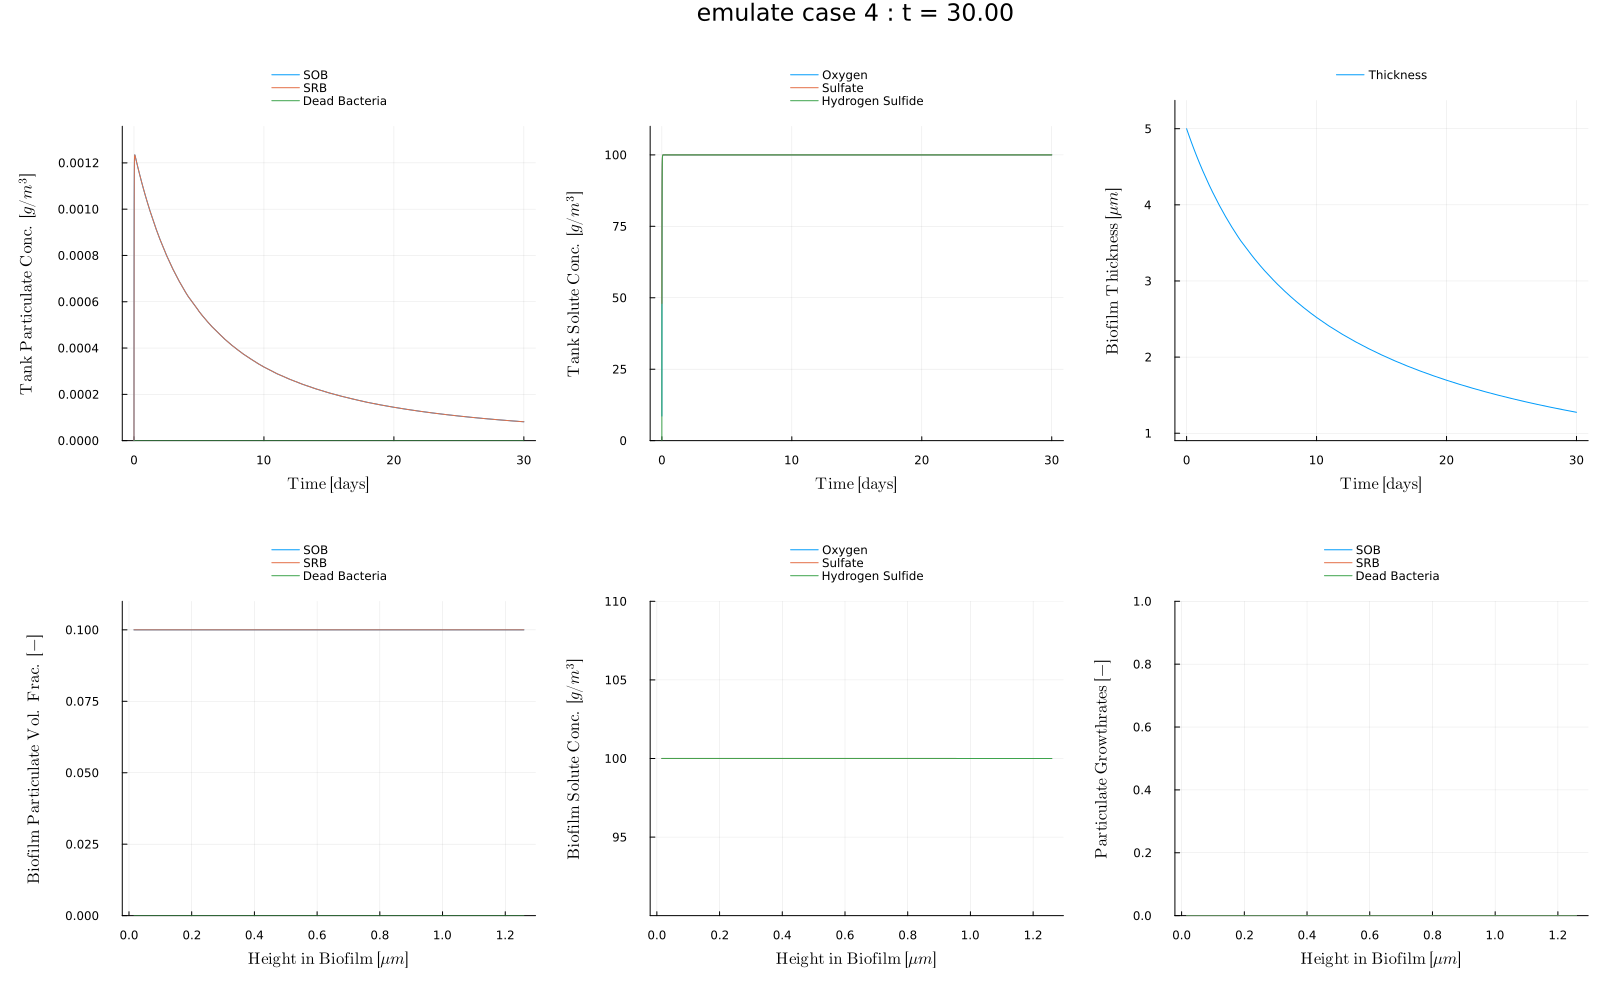 emulate case 4 : t = 30.00
SOB
SRB
Dead Bacteria
Tank Particulate Conc. [g/m³]
0.0012
0.0010
0.0008
0.0006
0.0004
0.0002
0.0000
0 10 20 30
Time [days]
Oxygen
Sulfate
Hydrogen Sulfide
Tank Solute Conc. [g/m³]
100
75
50
25
0
0 10 20 30
Time [days]
Thickness
Biofilm Thickness [μm]
5
4
3
2
1
0 10 20 30
Time [days]
SOB
SRB
Dead Bacteria
Biofilm Particulate Vol. Frac. [−]
0.100
0.075
0.050
0.025
0.000
0.0 0.2 0.4 0.6 0.8 1.0 1.2
Height in Biofilm [μm]
Oxygen
Sulfate
Hydrogen Sulfide
Biofilm Solute Conc. [g/m³]
110
105
100
95
0.0 0.2 0.4 0.6 0.8 1.0 1.2
Height in Biofilm [μm]
SOB
SRB
Dead Bacteria
Particulate Growthrates [−]
1.0
0.8
0.6
0.4
0.2
0.0
0.0 0.2 0.4 0.6 0.8 1.0 1.2
Height in Biofilm [μm]